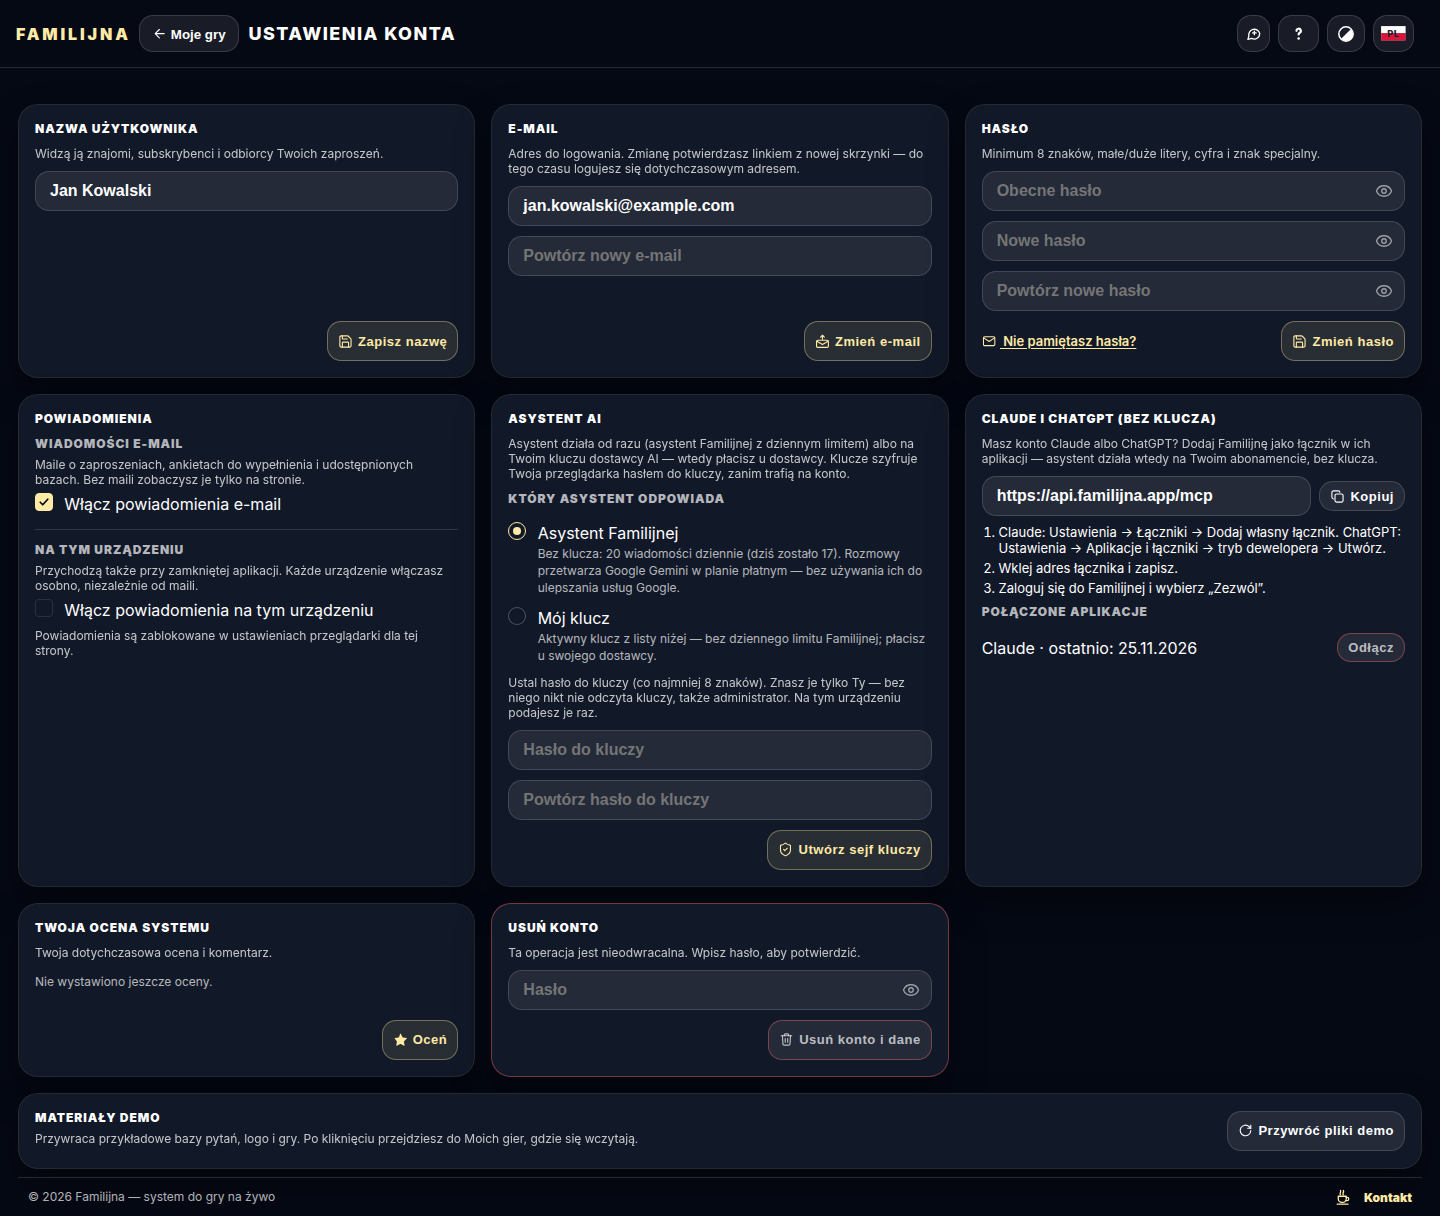 FAMILIJNA
Moje gry
USTAWIENIA KONTA
?
PL
NAZWA UŻYTKOWNIKA
Widzą ją znajomi, subskrybenci i odbiorcy Twoich zaproszeń.
Jan Kowalski
Zapisz nazwę
E-MAIL
Adres do logowania. Zmianę potwierdzasz linkiem z nowej skrzynki — do
tego czasu logujesz się dotychczasowym adresem.
jan.kowalski@example.com
Powtórz nowy e-mail
Zmień e-mail
HASŁO
Minimum 8 znaków, małe/duże litery, cyfra i znak specjalny.
Obecne hasło
Nowe hasło
Powtórz nowe hasło
Nie pamiętasz hasła?
Zmień hasło
POWIADOMIENIA
WIADOMOŚCI E-MAIL
Maile o zaproszeniach, ankietach do wypełnienia i udostępnionych
bazach. Bez maili zobaczysz je tylko na stronie.
Włącz powiadomienia e-mail
NA TYM URZĄDZENIU
Przychodzą także przy zamkniętej aplikacji. Każde urządzenie włączasz
osobno, niezależnie od maili.
Włącz powiadomienia na tym urządzeniu
Powiadomienia są zablokowane w ustawieniach przeglądarki dla tej
strony.
ASYSTENT AI
Asystent działa od razu (asystent Familijnej z dziennym limitem) albo na
Twoim kluczu dostawcy AI — wtedy płacisz u dostawcy. Klucze szyfruje
Twoja przeglądarka hasłem do kluczy, zanim trafią na konto.
KTÓRY ASYSTENT ODPOWIADA
Asystent Familijnej
Bez klucza: 20 wiadomości dziennie (dziś zostało 17). Rozmowy
przetwarza Google Gemini w planie płatnym — bez używania ich do
ulepszania usług Google.
Mój klucz
Aktywny klucz z listy niżej — bez dziennego limitu Familijnej; płacisz
u swojego dostawcy.
Ustal hasło do kluczy (co najmniej 8 znaków). Znasz je tylko Ty — bez
niego nikt nie odczyta kluczy, także administrator. Na tym urządzeniu
podajesz je raz.
Hasło do kluczy
Powtórz hasło do kluczy
Utwórz sejf kluczy
CLAUDE I CHATGPT (BEZ KLUCZA)
Masz konto Claude albo ChatGPT? Dodaj Familijnę jako łącznik w ich
aplikacji — asystent działa wtedy na Twoim abonamencie, bez klucza.
https://api.familijna.app/mcp
Kopiuj
1. Claude: Ustawienia → Łączniki → Dodaj własny łącznik. ChatGPT:
Ustawienia → Aplikacje i łączniki → tryb dewelopera → Utwórz.
2. Wklej adres łącznika i zapisz.
3. Zaloguj się do Familijnej i wybierz „Zezwól”.
POŁĄCZONE APLIKACJE
Claude · ostatnio: 25.11.2026
Odłącz
TWOJA OCENA SYSTEMU
Twoja dotychczasowa ocena i komentarz.
Nie wystawiono jeszcze oceny.
Oceń
USUŃ KONTO
Ta operacja jest nieodwracalna. Wpisz hasło, aby potwierdzić.
Hasło
Usuń konto i dane
MATERIAŁY DEMO
Przywraca przykładowe bazy pytań, logo i gry. Po kliknięciu przejdziesz do Moich gier, gdzie się wczytają.
Przywróć pliki demo
© 2026 Familijna — system do gry na żywo
Kontakt